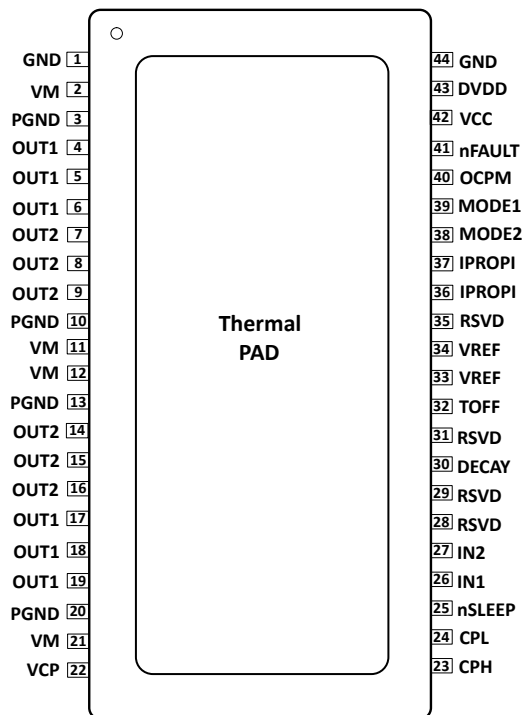 GND 1
VM 2
PGND 3
OUT1 4
OUT1 5
OUT1 6
OUT2 7
OUT2 8
OUT2 9
PGND 10
VM 11
VM 12
PGND 13
OUT2 14
OUT2 15
OUT2 16
OUT1 17
OUT1 18
OUT1 19
PGND 20
VM 21
VCP 22
Thermal
PAD
44 GND
43 DVDD
42 VCC
41 nFAULT
40 OCPM
39 MODE1
38 MODE2
37 IPROPI
36 IPROPI
35 RSVD
34 VREF
33 VREF
32 TOFF
31 RSVD
30 DECAY
29 RSVD
28 RSVD
27 IN2
26 IN1
25 nSLEEP
24 CPL
23 CPH